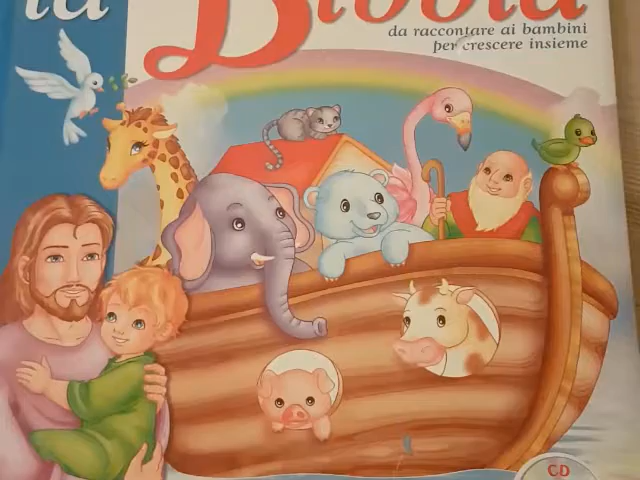 la Bibbia
da raccontare ai bambini
per crescere insieme
CD